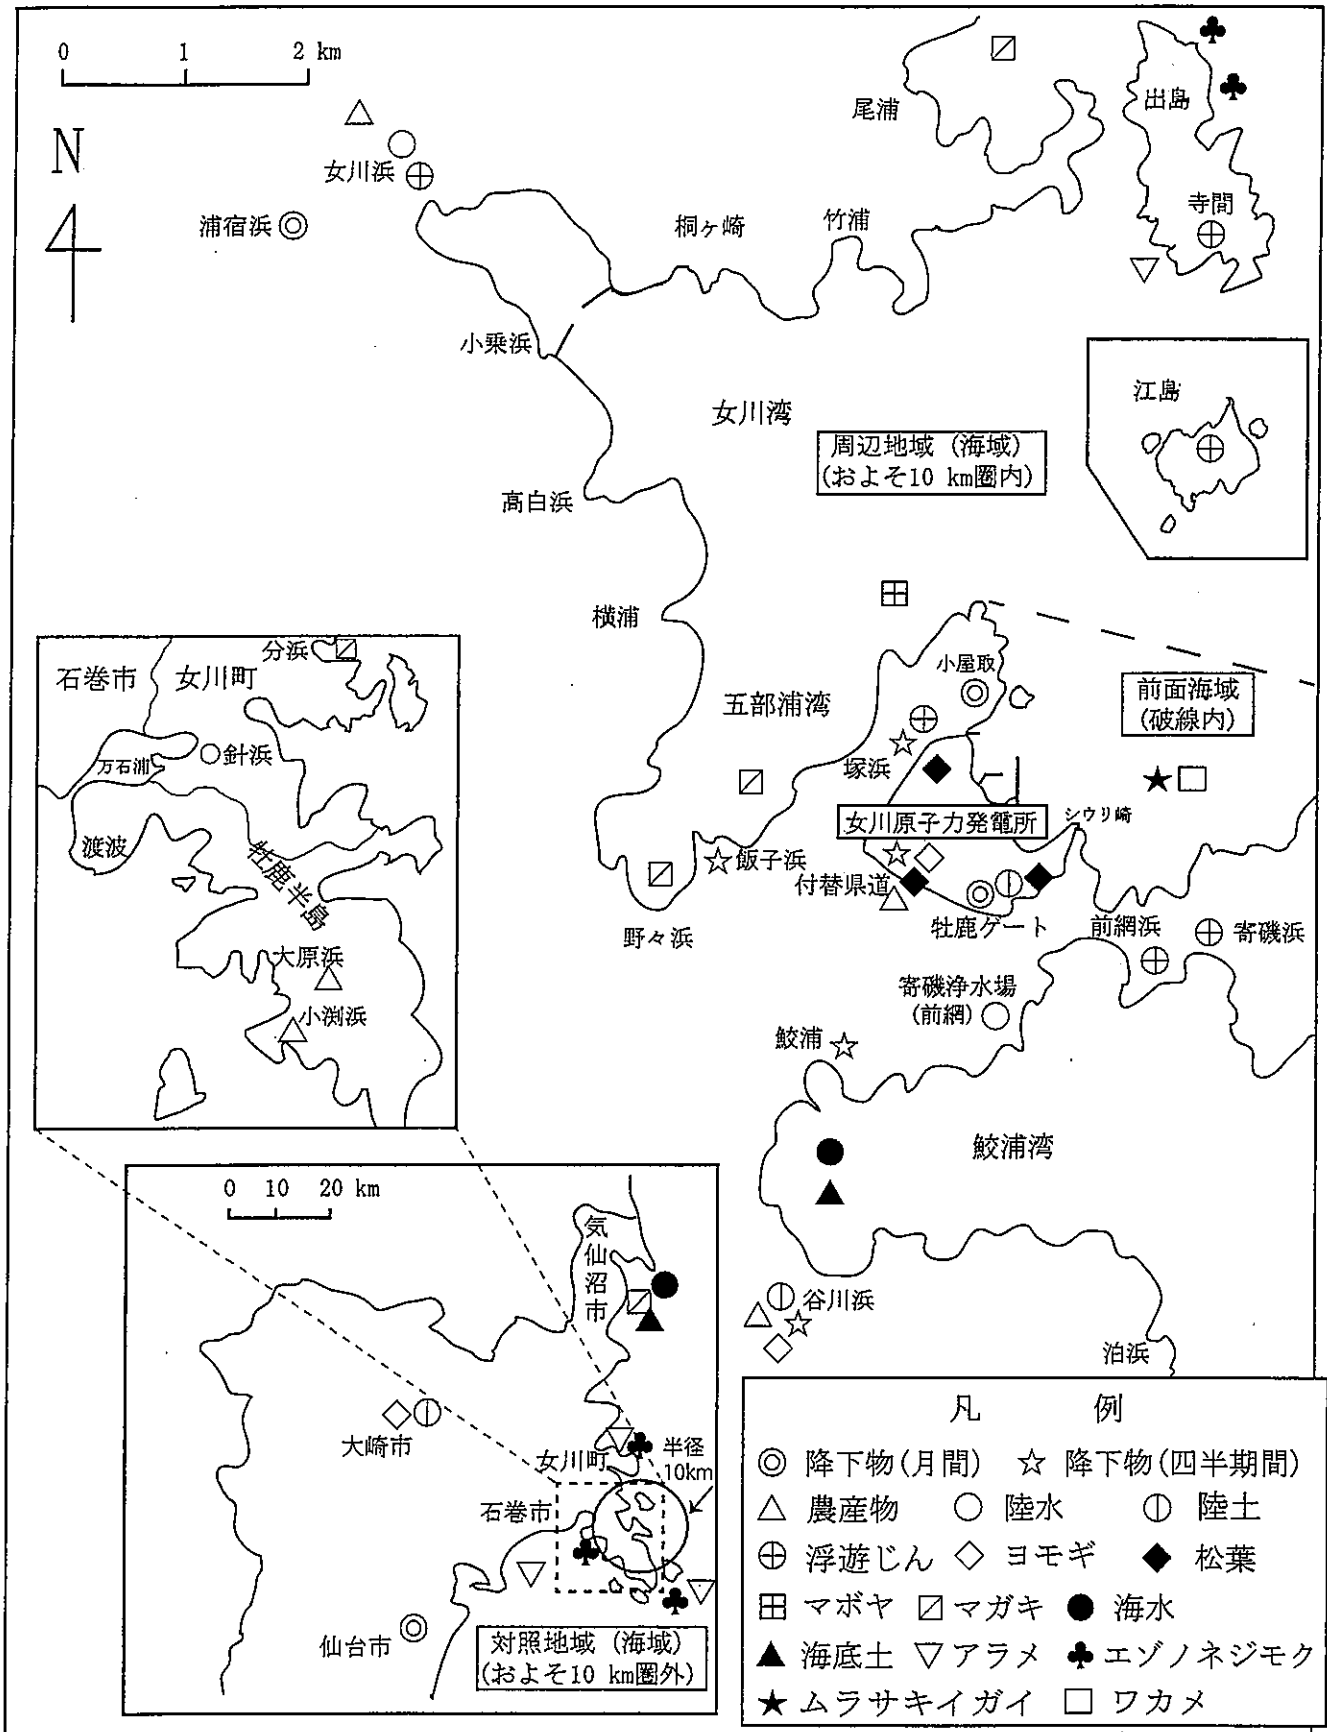 0 1 2 km
N
尾浦
出島
女川浜
浦宿浜
桐ヶ崎
竹浦
寺間
小乗浜
江島
女川湾
周辺地域（海域）
(およそ10 km圏内)
高白浜
横浦
小屋取
前面海域
(破線内)
五部浦湾
塚浜
女川原子力発電所
シウリ崎
飯子浜
付替県道
野々浜
牡鹿ゲート
前網浜
寄磯浜
寄磯浄水場
(前網)
鮫浦
鮫浦湾
谷川浜
泊浜
分浜
石巻市
女川町
万石浦
針浜
渡波
牡鹿半島
大原浜
小渕浜
0 10 20 km
気仙沼市
大崎市
女川町
半径
10km
石巻市
仙台市
対照地域（海域）
(およそ10 km圏外)
凡 例
◎ 降下物(月間) ☆ 降下物(四半期間)
△ 農産物 ○ 陸水 ⦶ 陸土
⊕ 浮遊じん ◇ ヨモギ ◆ 松葉
⊞ マボヤ ⧄ マガキ ● 海水
▲ 海底土 ▽ アラメ ♣ エゾノネジモク
★ ムラサキイガイ □ ワカメ